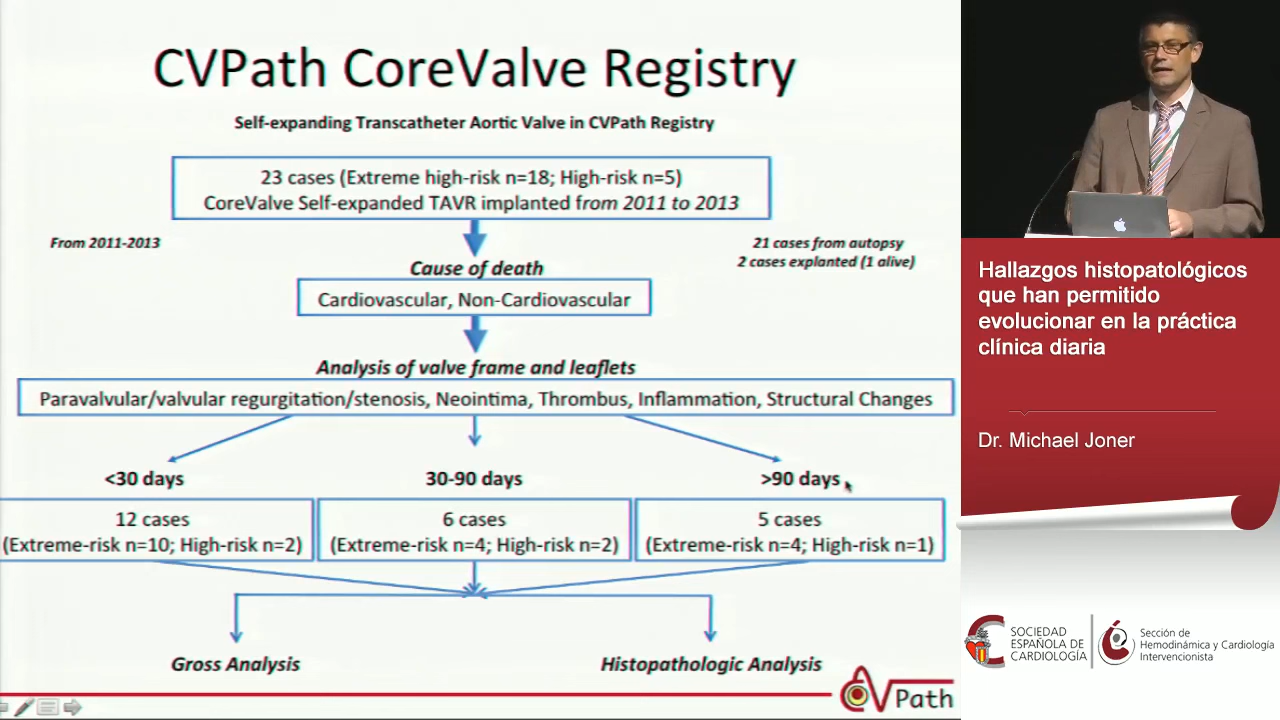 CVPath CoreValve Registry
Self-expanding Transcatheter Aortic Valve in CVPath Registry
23 cases (Extreme high-risk n=18; High-risk n=5)
CoreValve Self-expanded TAVR implanted from 2011 to 2013
From 2011-2013
21 cases from autopsy
2 cases explanted (1 alive)
Cause of death
Cardiovascular, Non-Cardiovascular
Analysis of valve frame and leaflets
Paravalvular/valvular regurgitation/stenosis, Neointima, Thrombus, Inflammation, Structural Changes
<30 days
30-90 days
>90 days
12 cases
(Extreme-risk n=10; High-risk n=2)
6 cases
(Extreme-risk n=4; High-risk n=2)
5 cases
(Extreme-risk n=4; High-risk n=1)
Gross Analysis
Histopathologic Analysis
CVPath
Hallazgos histopatológicos
que han permitido
evolucionar en la práctica
clínica diaria
Dr. Michael Joner
SOCIEDAD
ESPAÑOLA DE
CARDIOLOGÍA
Sección de
Hemodinámica y Cardiología
Intervencionista